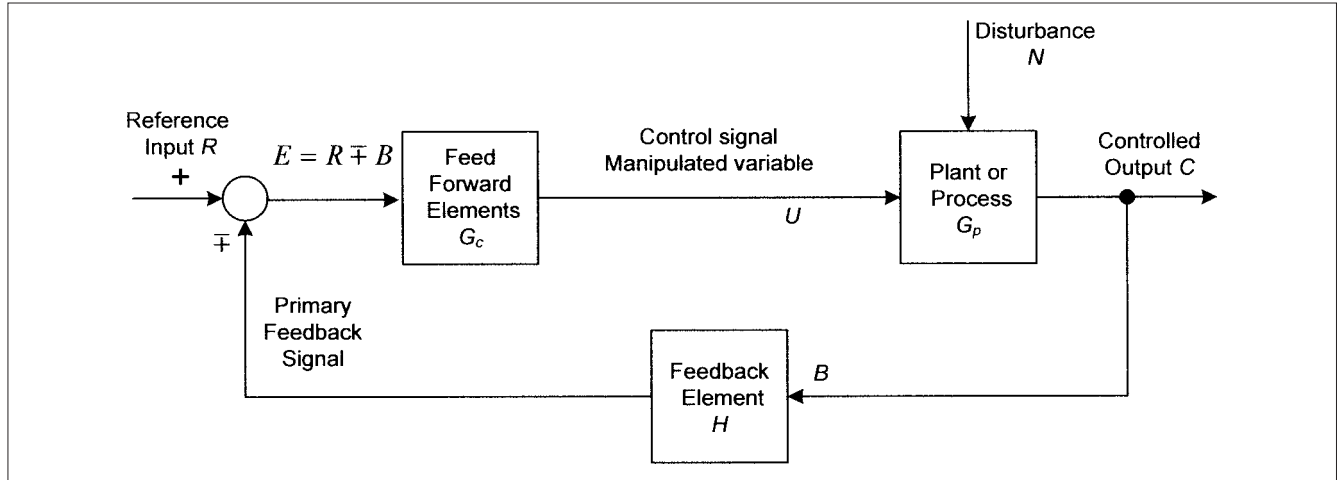 Disturbance
N
Reference
Input R
+
E = R ∓ B
∓
Feed
Forward
Elements
Gc
Control signal
Manipulated variable
U
Plant or
Process
Gp
Controlled
Output C
Primary
Feedback
Signal
Feedback
Element
H
B